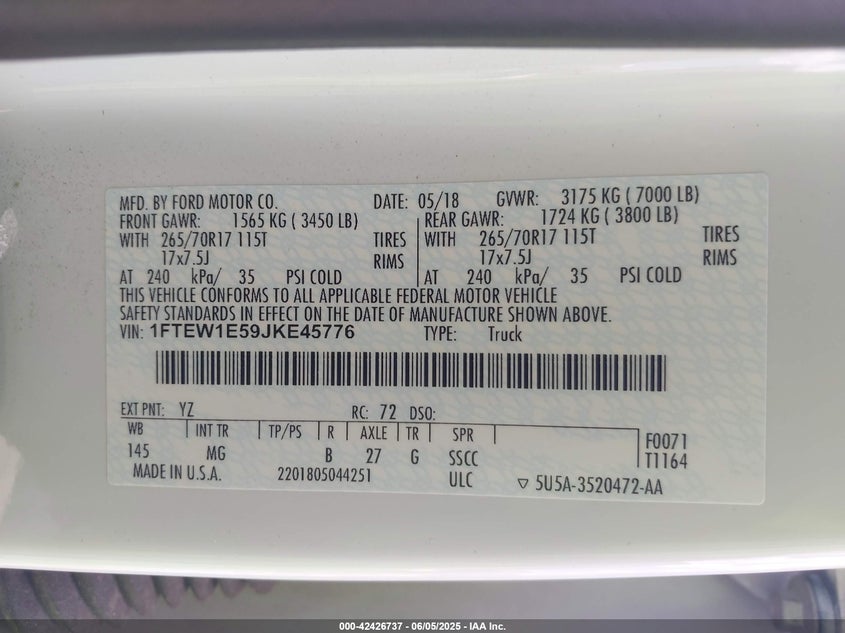 MFD. BY FORD MOTOR CO. DATE: 05/18 GVWR: 3175 KG ( 7000 LB)
FRONT GAWR: 1565 KG ( 3450 LB) REAR GAWR: 1724 KG ( 3800 LB)
WITH 265/70R17 115T TIRES WITH 265/70R17 115T TIRES
17x7.5J RIMS 17x7.5J RIMS
AT 240 kPa/ 35 PSI COLD AT 240 kPa/ 35 PSI COLD
THIS VEHICLE CONFORMS TO ALL APPLICABLE FEDERAL MOTOR VEHICLE
SAFETY STANDARDS IN EFFECT ON THE DATE OF MANUFACTURE SHOWN ABOVE.
VIN: 1FTEW1E59JKE45776 TYPE: Truck
EXT PNT: YZ RC: 72 DSO:
WB INT TR TP/PS R AXLE TR SPR F0071
145 MG B 27 G SSCC T1164
MADE IN U.S.A. 2201805044251 ULC ▽ 5U5A-3520472-AA
000-42426737 - 06/05/2025 - IAA Inc.